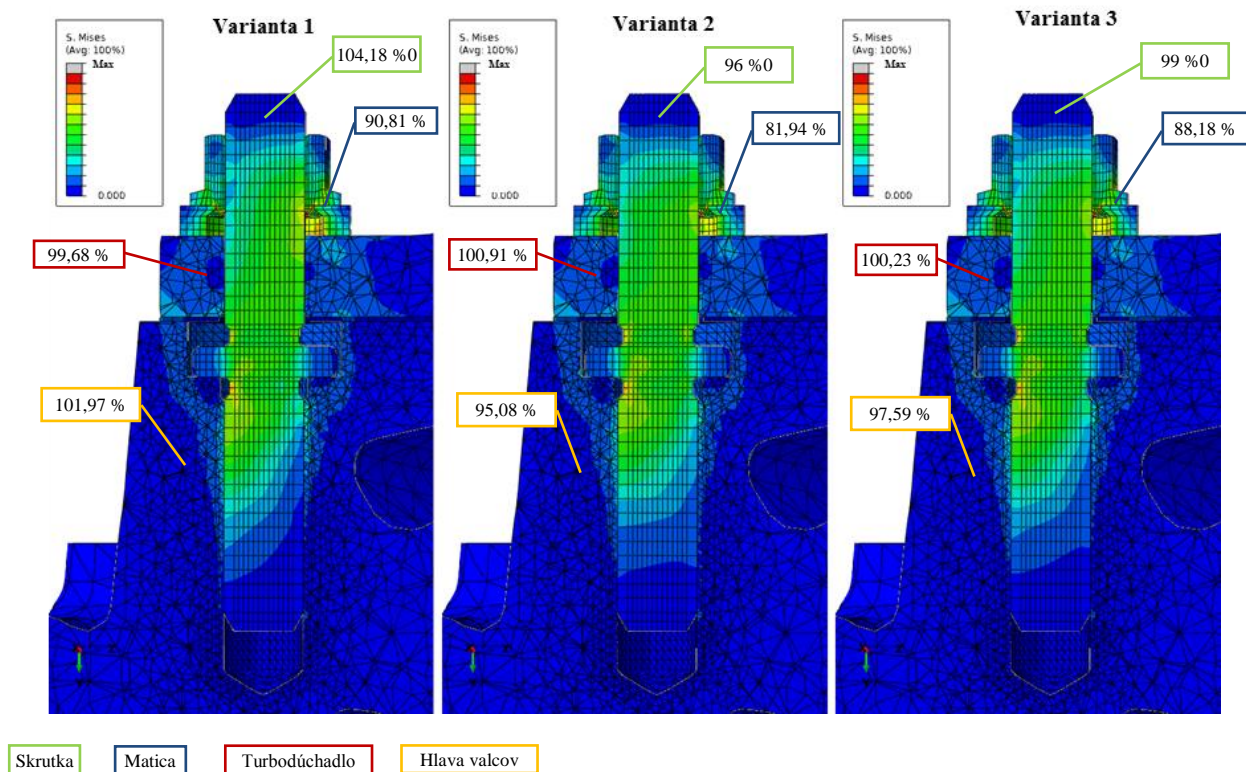 Varianta 1
S. Mises
(Avg: 100%)
Max
0.000
104,18 %0
90,81 %
99,68 %
101,97 %
Varianta 2
S. Mises
(Avg: 100%)
Max
0.000
96 %0
81,94 %
100,91 %
95,08 %
Varianta 3
S. Mises
(Avg: 100%)
Max
0.000
99 %0
88,18 %
100,23 %
97,59 %
Skrutka
Matica
Turbodúchadlo
Hlava valcov